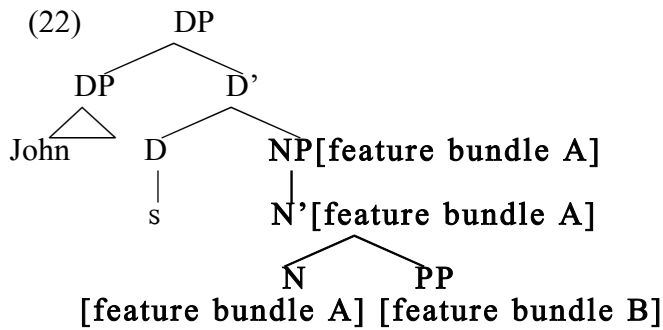 (22) DP
DP D’
John D NP[feature bundle A]
s N’[feature bundle A]
N PP
[feature bundle A] [feature bundle B]